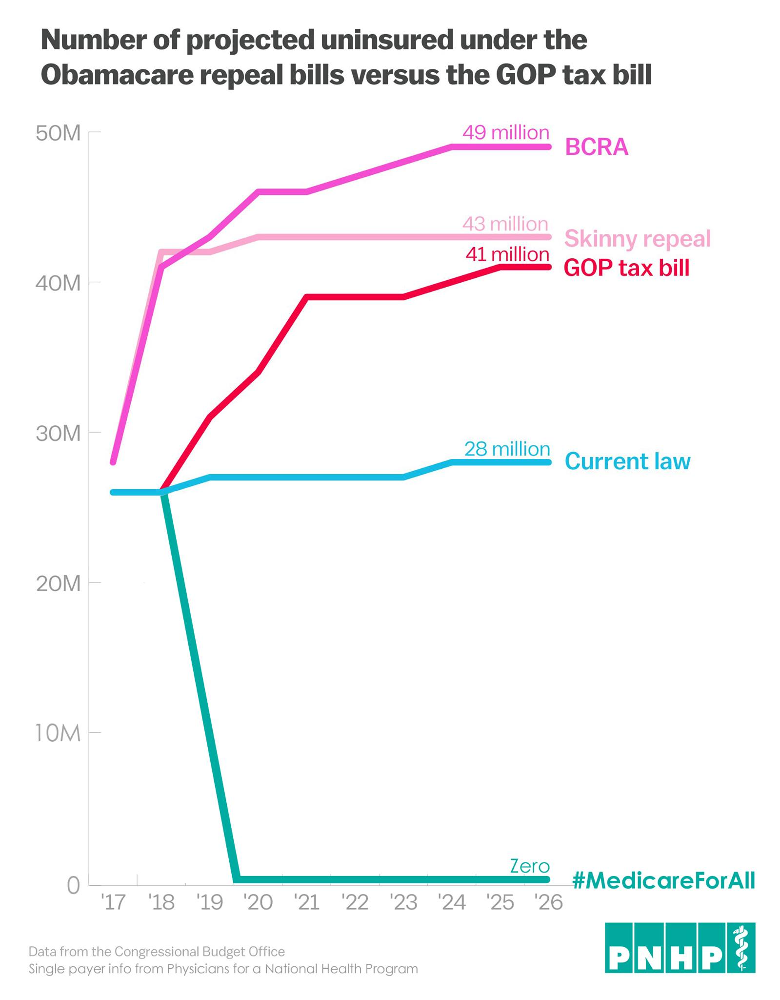 Number of projected uninsured under the
Obamacare repeal bills versus the GOP tax bill
50M
49 million
BCRA
43 million
Skinny repeal
41 million
GOP tax bill
40M
30M
28 million
Current law
20M
10M
Zero
#MedicareForAll
0
'17 '18 '19 '20 '21 '22 '23 '24 '25 '26
Data from the Congressional Budget Office
Single payer info from Physicians for a National Health Program
PNHP